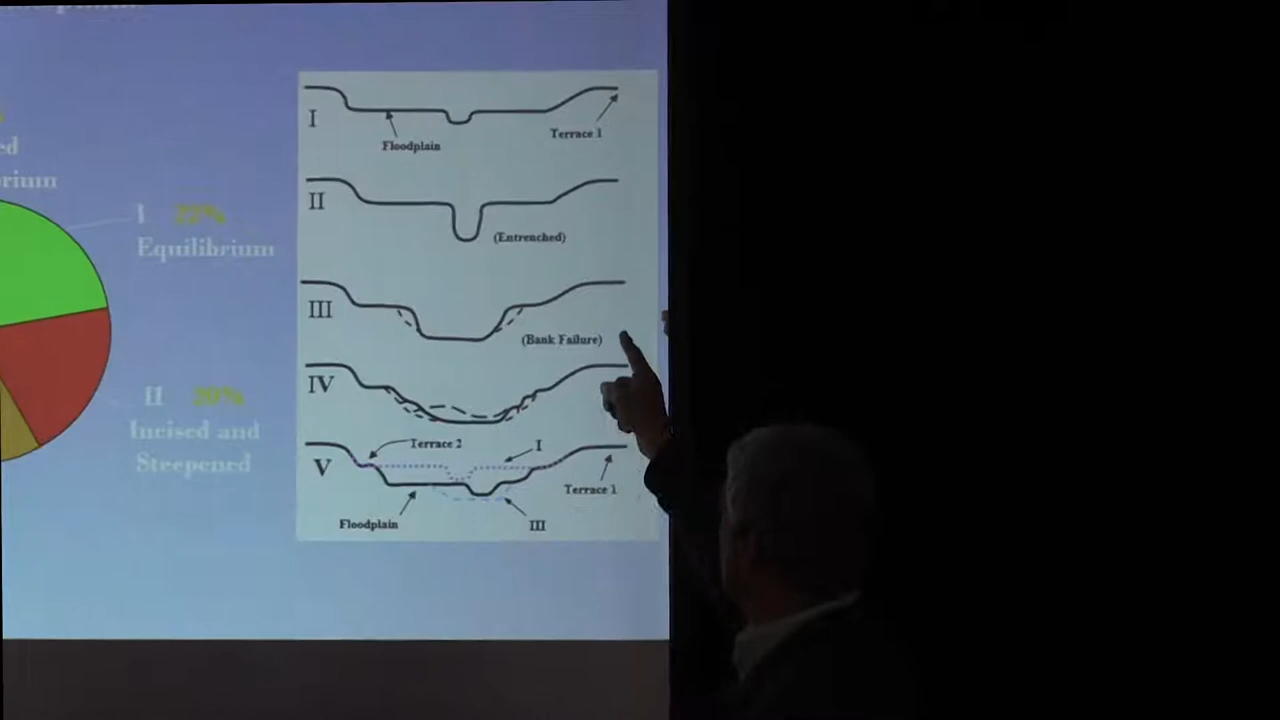 ed
rium
I 22%
Equilibrium
II 20%
Incised and
Steepened
I
Floodplain
Terrace 1
II
(Entrenched)
III
(Bank Failure)
IV
V
Terrace 2
I
Terrace 1
Floodplain
III